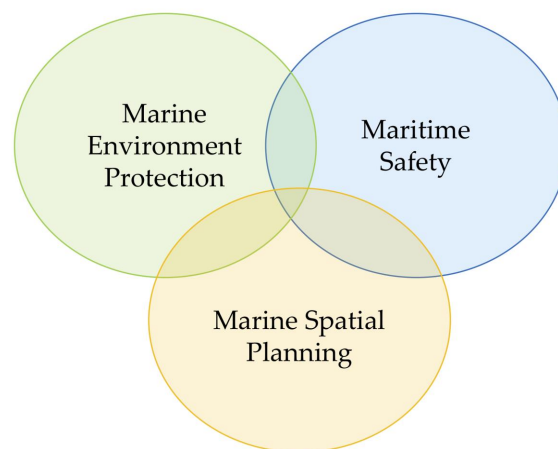 Marine
Environment
Protection
Maritime
Safety
Marine Spatial
Planning